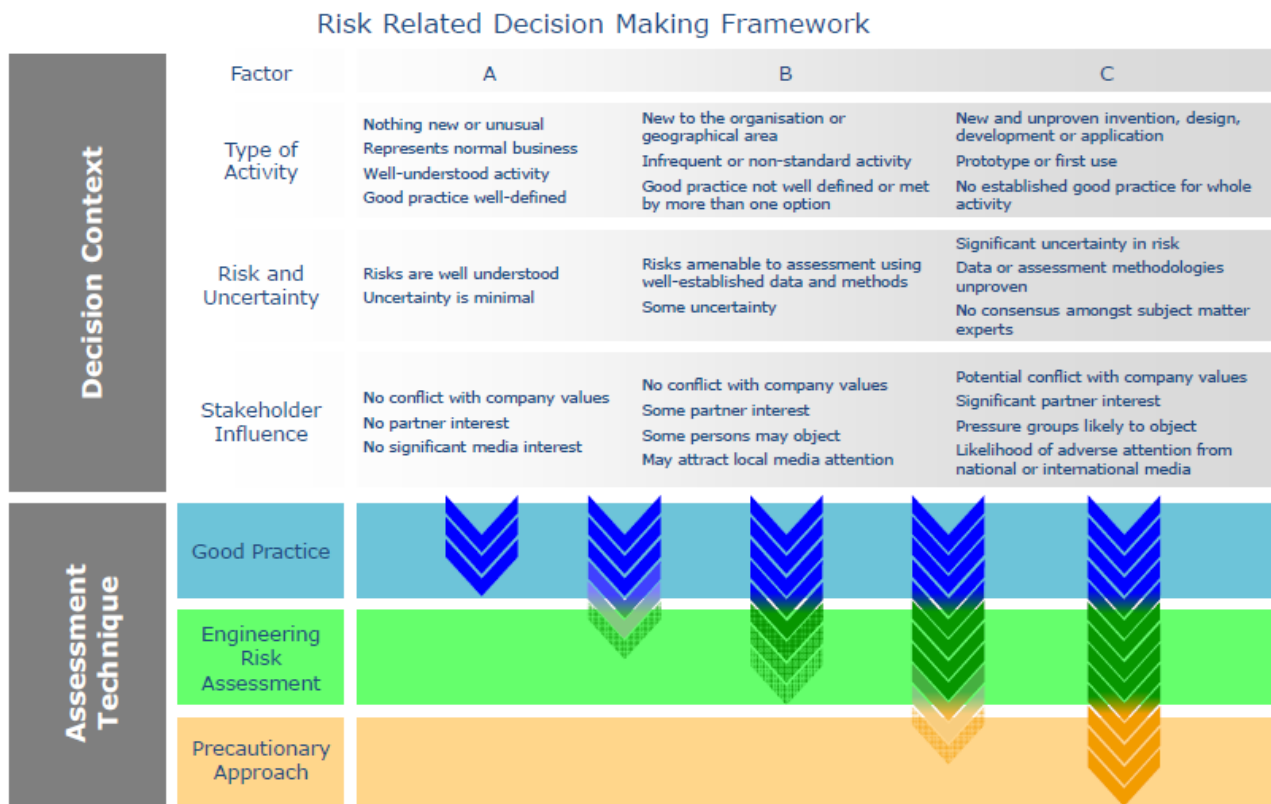 Risk Related Decision Making Framework
Decision Context
Factor
A
B
C
Type of
Activity
Nothing new or unusual
Represents normal business
Well-understood activity
Good practice well-defined
New to the organisation or
geographical area
Infrequent or non-standard activity
Good practice not well defined or met
by more than one option
New and unproven invention, design,
development or application
Prototype or first use
No established good practice for whole
activity
Risk and
Uncertainty
Risks are well understood
Uncertainty is minimal
Risks amenable to assessment using
well-established data and methods
Some uncertainty
Significant uncertainty in risk
Data or assessment methodologies
unproven
No consensus amongst subject matter
experts
Stakeholder
Influence
No conflict with company values
No partner interest
No significant media interest
No conflict with company values
Some partner interest
Some persons may object
May attract local media attention
Potential conflict with company values
Significant partner interest
Pressure groups likely to object
Likelihood of adverse attention from
national or international media
Assessment
Technique
Good Practice
Engineering
Risk
Assessment
Precautionary
Approach